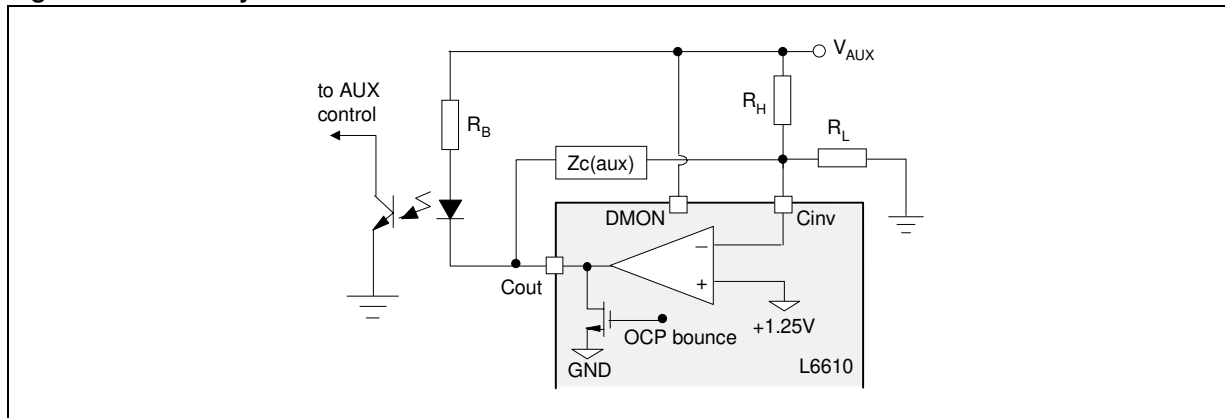 V_AUX
to AUX
control
R_B
R_H
R_L
Zc(aux)
DMON
Cinv
–
+
Cout
+1.25V
OCP bounce
GND
L6610